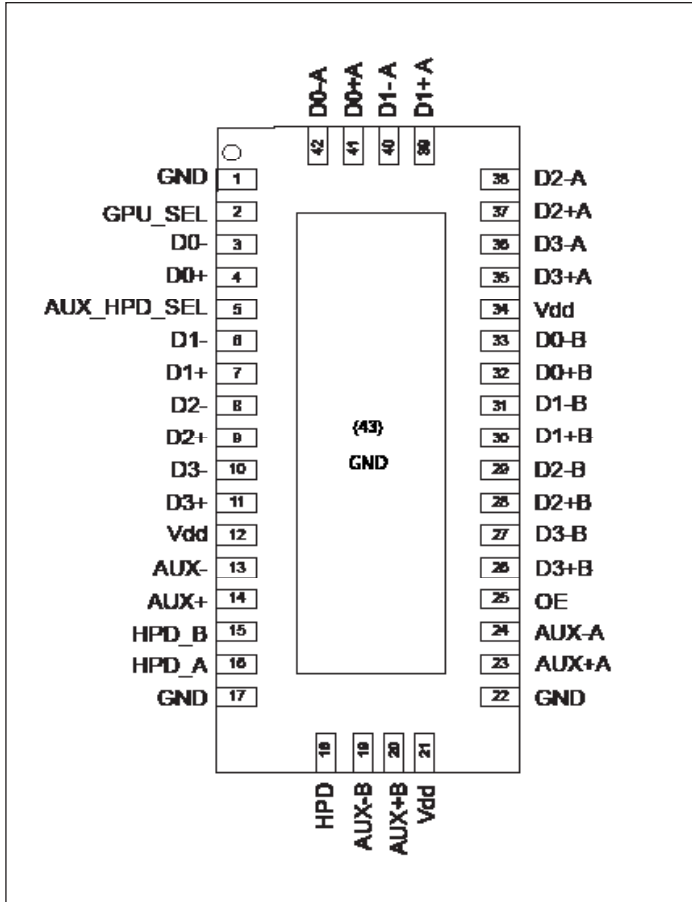 D0-A D0+A D1-A D1+A
42 41 40 39
GND 1 38 D2-A
GPU_SEL 2 37 D2+A
D0- 3 36 D3-A
D0+ 4 35 D3+A
AUX_HPD_SEL 5 34 Vdd
D1- 6 33 D0-B
D1+ 7 32 D0+B
D2- 8 31 D1-B
D2+ 9 30 D1+B
D3- 10 29 D2-B
D3+ 11 28 D2+B
Vdd 12 27 D3-B
AUX- 13 26 D3+B
AUX+ 14 25 OE
HPD_B 15 24 AUX-A
HPD_A 16 23 AUX+A
GND 17 22 GND
(43)
GND
18 19 20 21
HPD AUX-B AUX+B Vdd